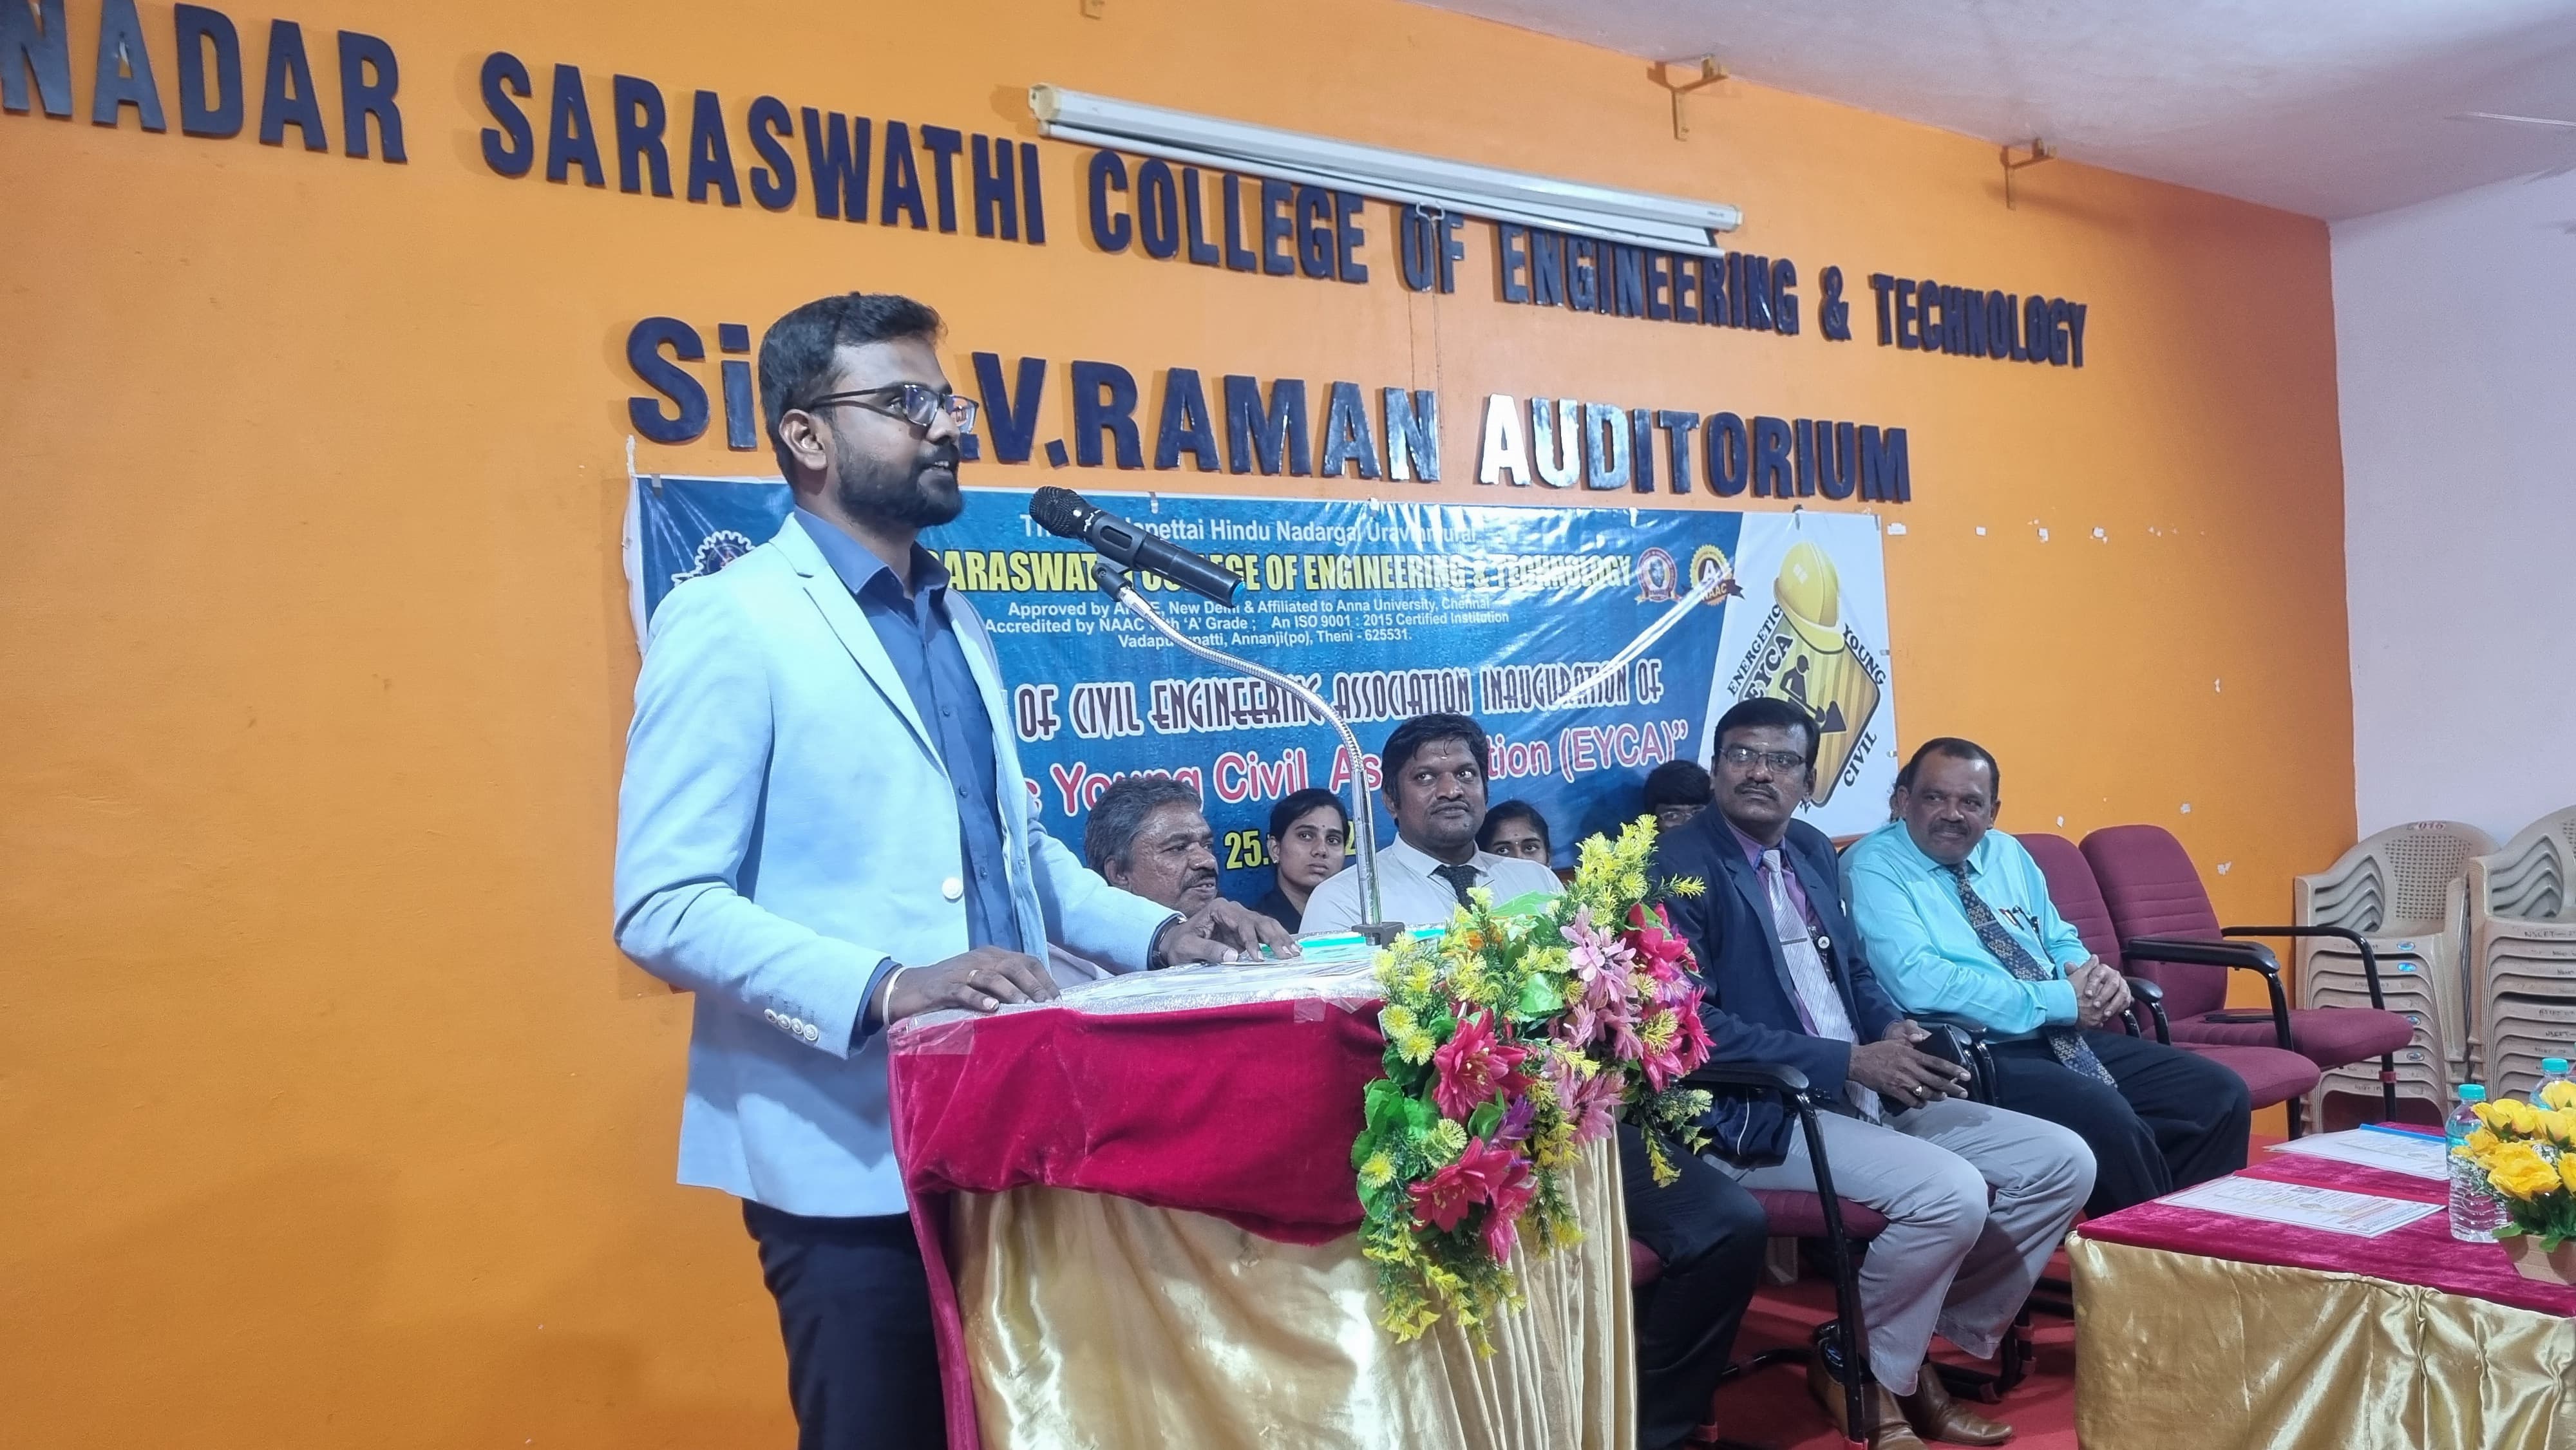 NADAR SARASWATHI COLLEGE OF ENGINEERING & TECHNOLOGY
V.RAMAN AUDITORIUM
Hindu Nadargal Uravinmurai
COLLEGE OF ENGINEERING & TECHNOLOGY
Approved by New Delhi & Affiliated to Anna University, Chennai
Accredited by NAAC with 'A' Grade ; An ISO 9001 : 2015 Certified Institution
Annanji(po), Theni - 625531.
OF CIVIL ENGINEERING ASSOCIATION INAUGURATION OF
Young Civil (EYCA)"
25.
A
NAAC
ENERGETIC
YOUNG
EYCA
CIVIL